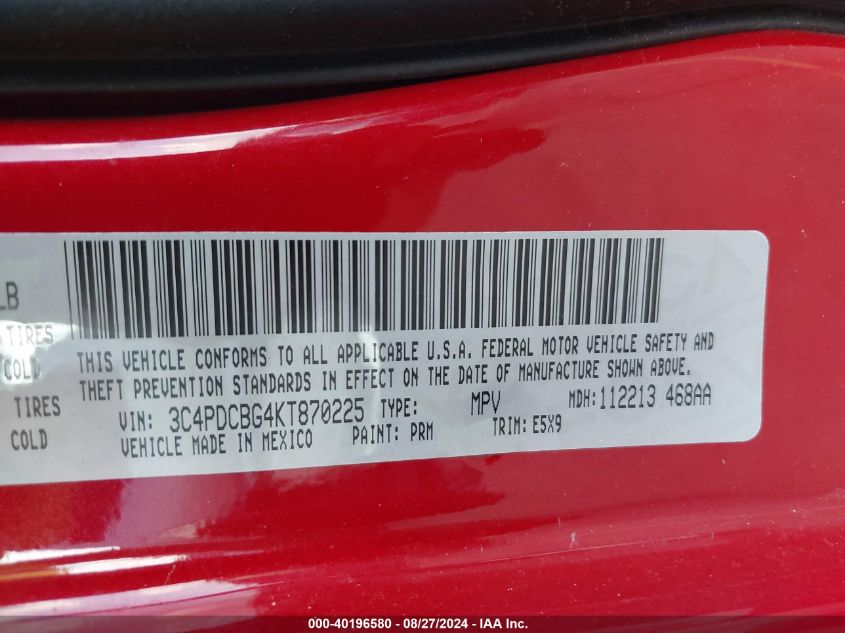 LB
TIRES
COLD
THIS VEHICLE CONFORMS TO ALL APPLICABLE U.S.A. FEDERAL MOTOR VEHICLE SAFETY AND
THEFT PREVENTION STANDARDS IN EFFECT ON THE DATE OF MANUFACTURE SHOWN ABOVE.
TIRES
COLD
VIN: 3C4PDCBG4KT870225 TYPE: MPV MDH: 112213 468AA
VEHICLE MADE IN MEXICO PAINT: PRM TRIM: E5X9
000-40196580 - 08/27/2024 - IAA Inc.